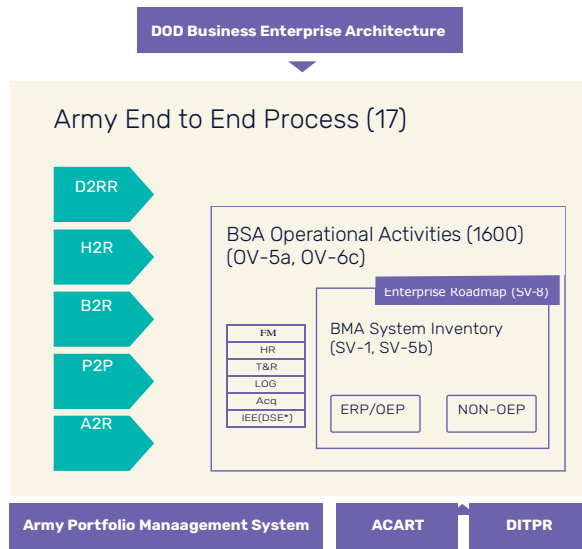 DOD Business Enterprise Architecture
Army End to End Process (17)
D2RR
H2R
B2R
P2P
A2R
BSA Operational Activities (1600)
(OV-5a, OV-6c)
Enterprise Roadmap (SV-8)
FM
HR
T&R
LOG
Acq
IEE(DSE*)
BMA System Inventory
(SV-1, SV-5b)
ERP/OEP
NON-OEP
Army Portfolio Manaagement System
ACART
DITPR